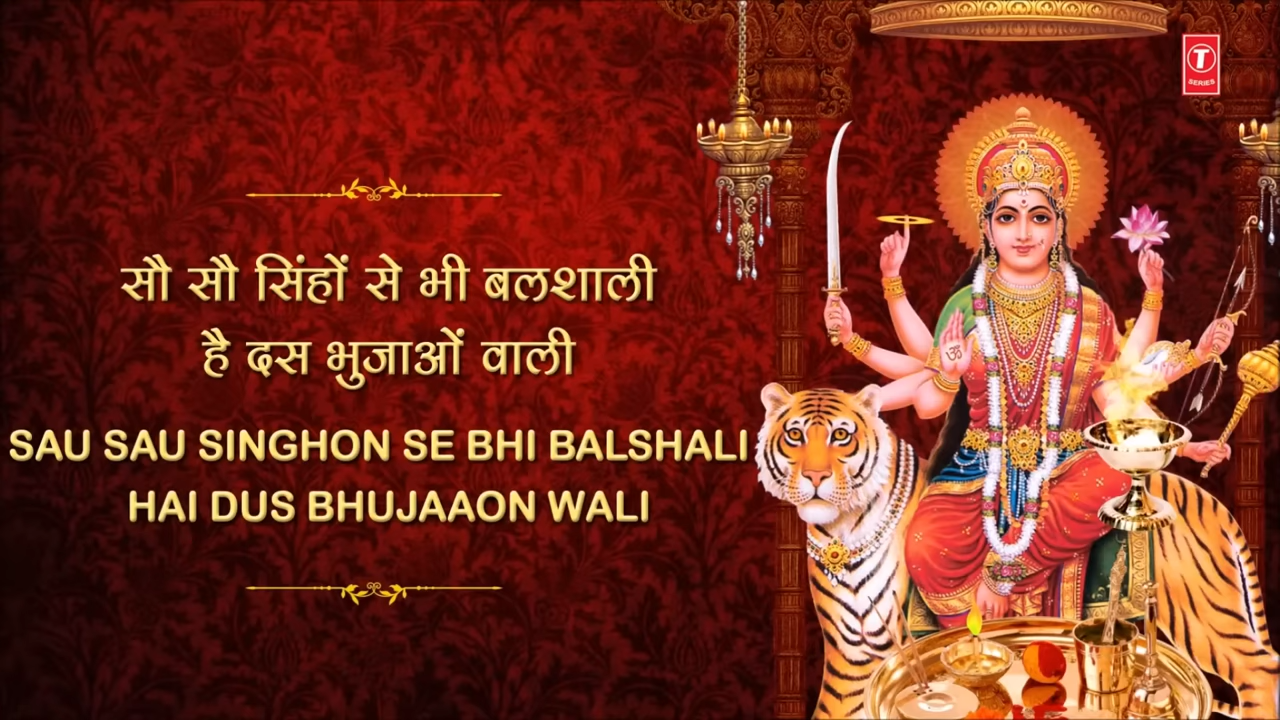 सौ सौ सिंहों से भी बलशाली
है दस भुजाओं वाली
SAU SAU SINGHON SE BHI BALSHALI
HAI DUS BHUJAAON WALI
T
SERIES
ॐ